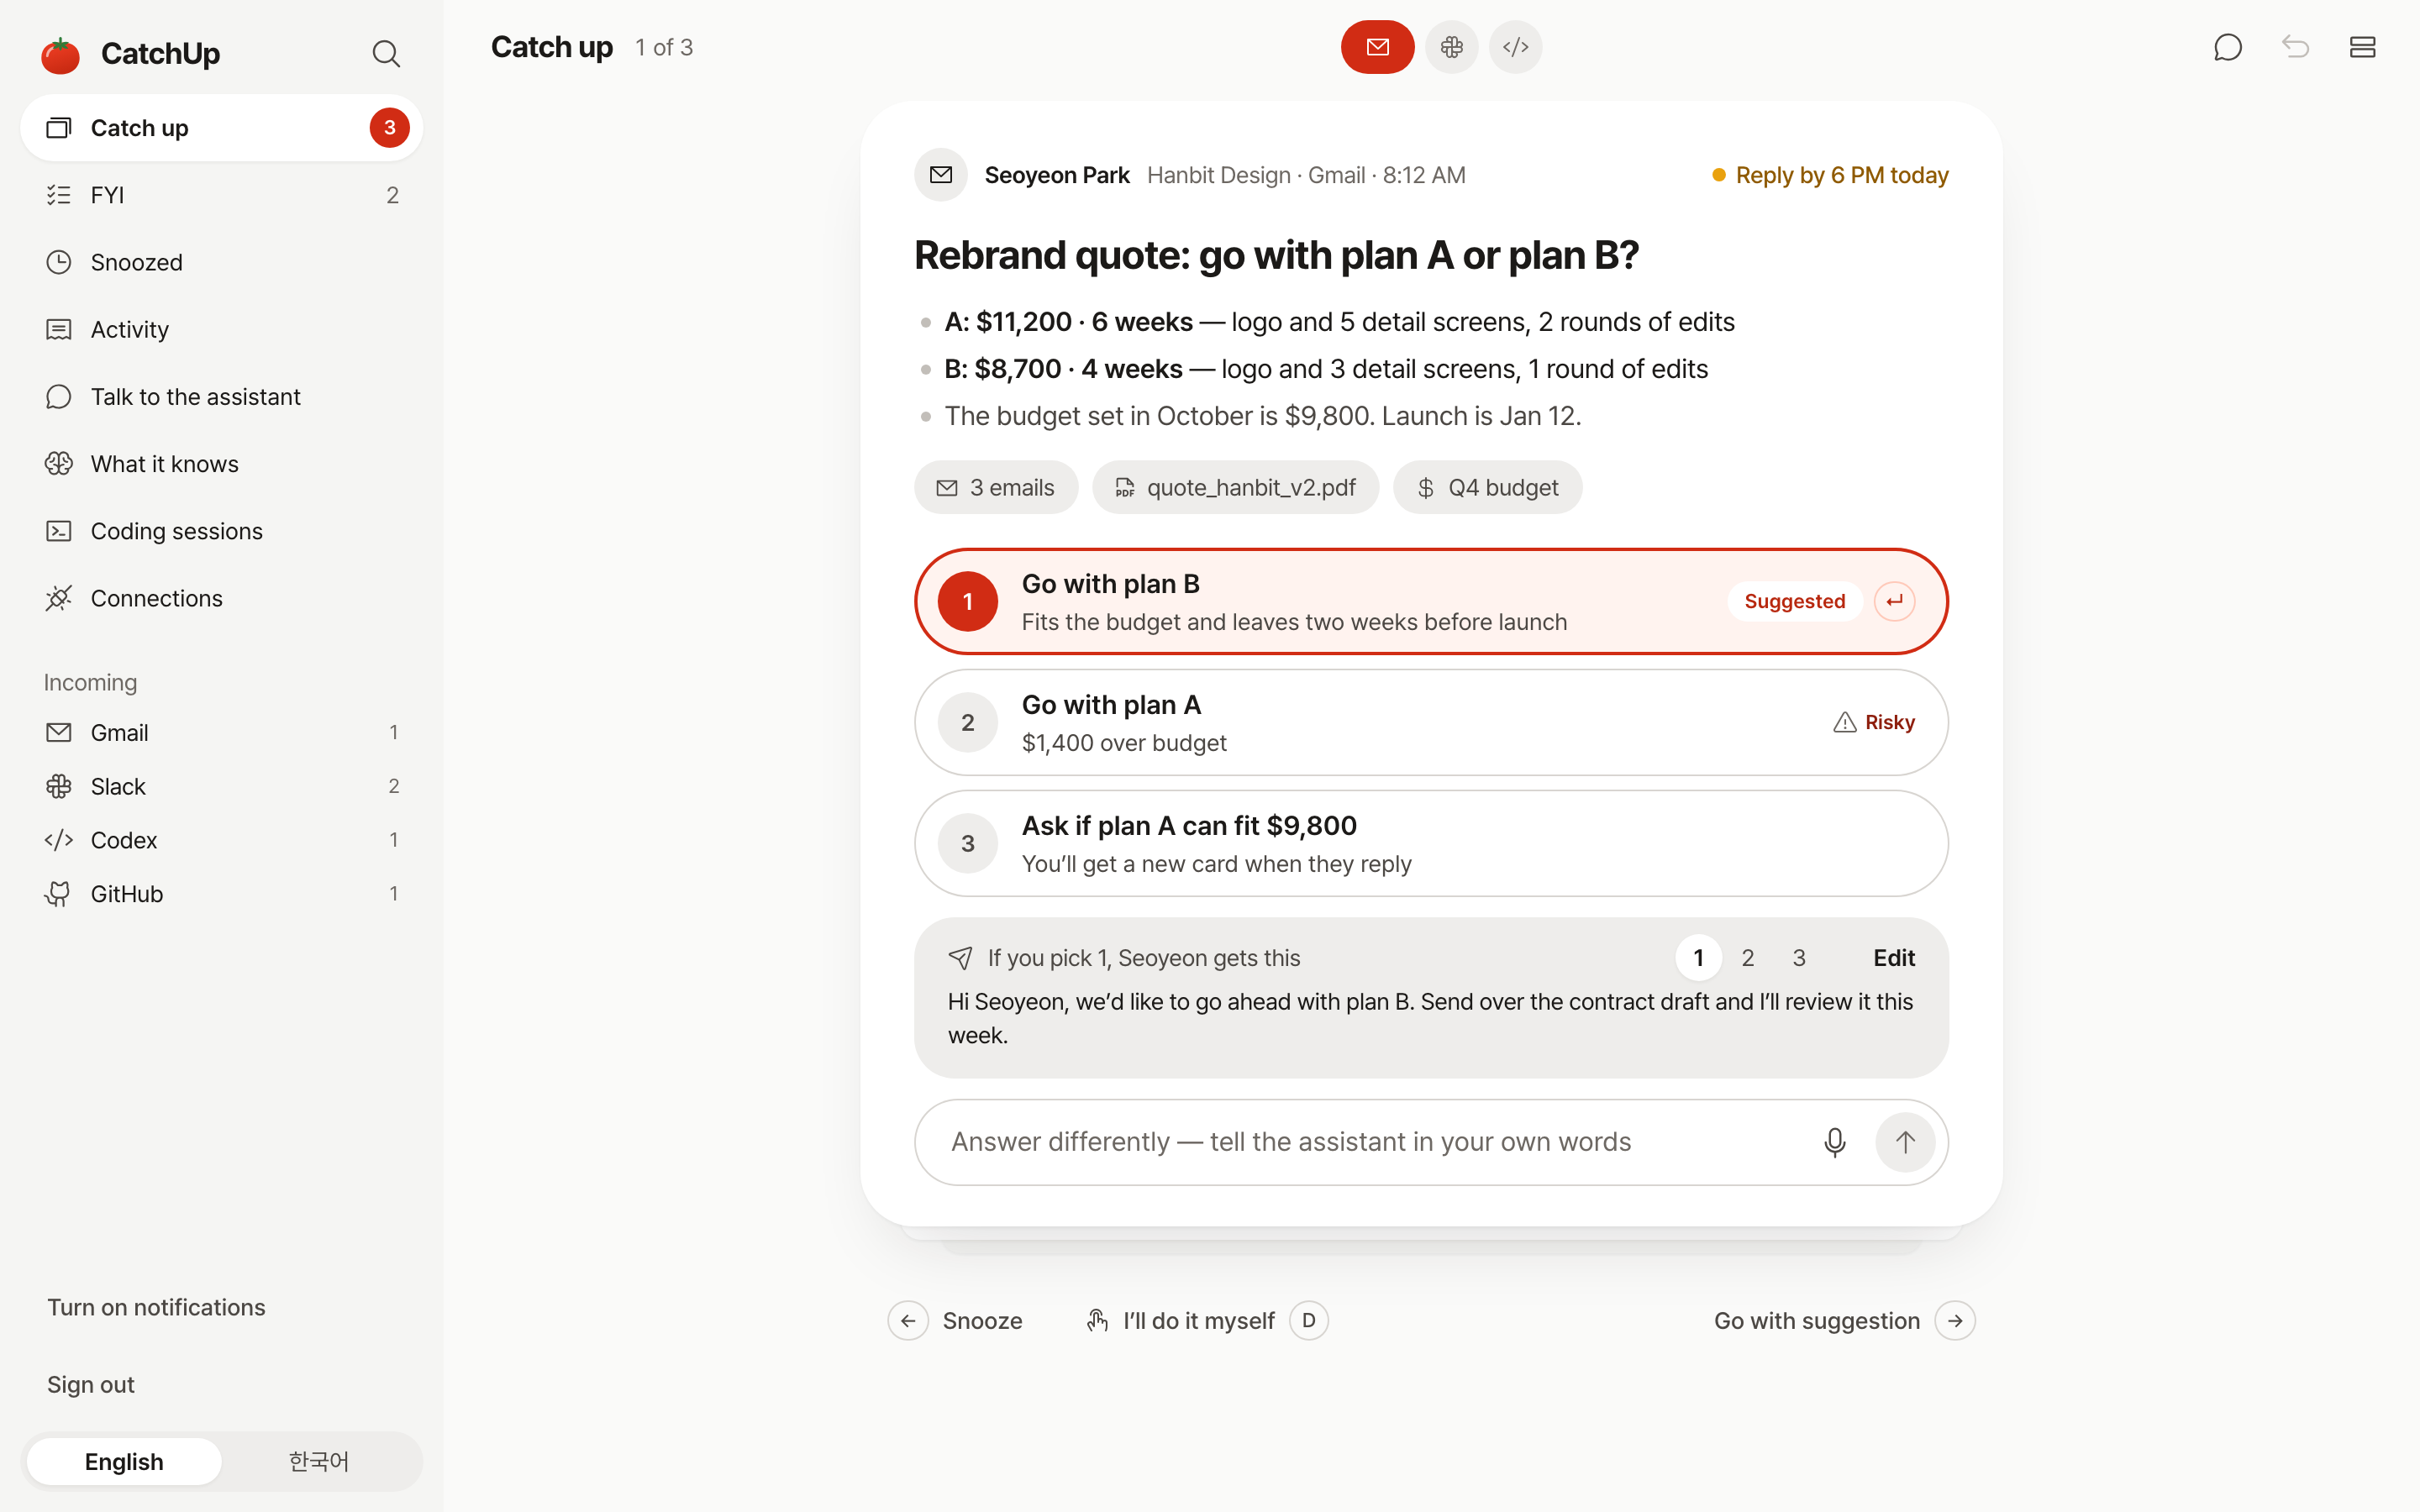 CatchUp
Catch up 3
FYI 2
Snoozed
Activity
Talk to the assistant
What it knows
Coding sessions
Connections
Incoming
Gmail 1
Slack 2
Codex 1
GitHub 1
Turn on notifications
Sign out
English 한국어
Catch up 1 of 3
Seoyeon Park Hanbit Design · Gmail · 8:12 AM Reply by 6 PM today
Rebrand quote: go with plan A or plan B?
A: $11,200 · 6 weeks — logo and 5 detail screens, 2 rounds of edits
B: $8,700 · 4 weeks — logo and 3 detail screens, 1 round of edits
The budget set in October is $9,800. Launch is Jan 12.
3 emails PDF quote_hanbit_v2.pdf $ Q4 budget
1 Go with plan B Suggested
Fits the budget and leaves two weeks before launch
2 Go with plan A Risky
$1,400 over budget
3 Ask if plan A can fit $9,800
You’ll get a new card when they reply
If you pick 1, Seoyeon gets this 1 2 3 Edit
Hi Seoyeon, we’d like to go ahead with plan B. Send over the contract draft and I’ll review it this
week.
Answer differently — tell the assistant in your own words
Snooze I’ll do it myself D Go with suggestion